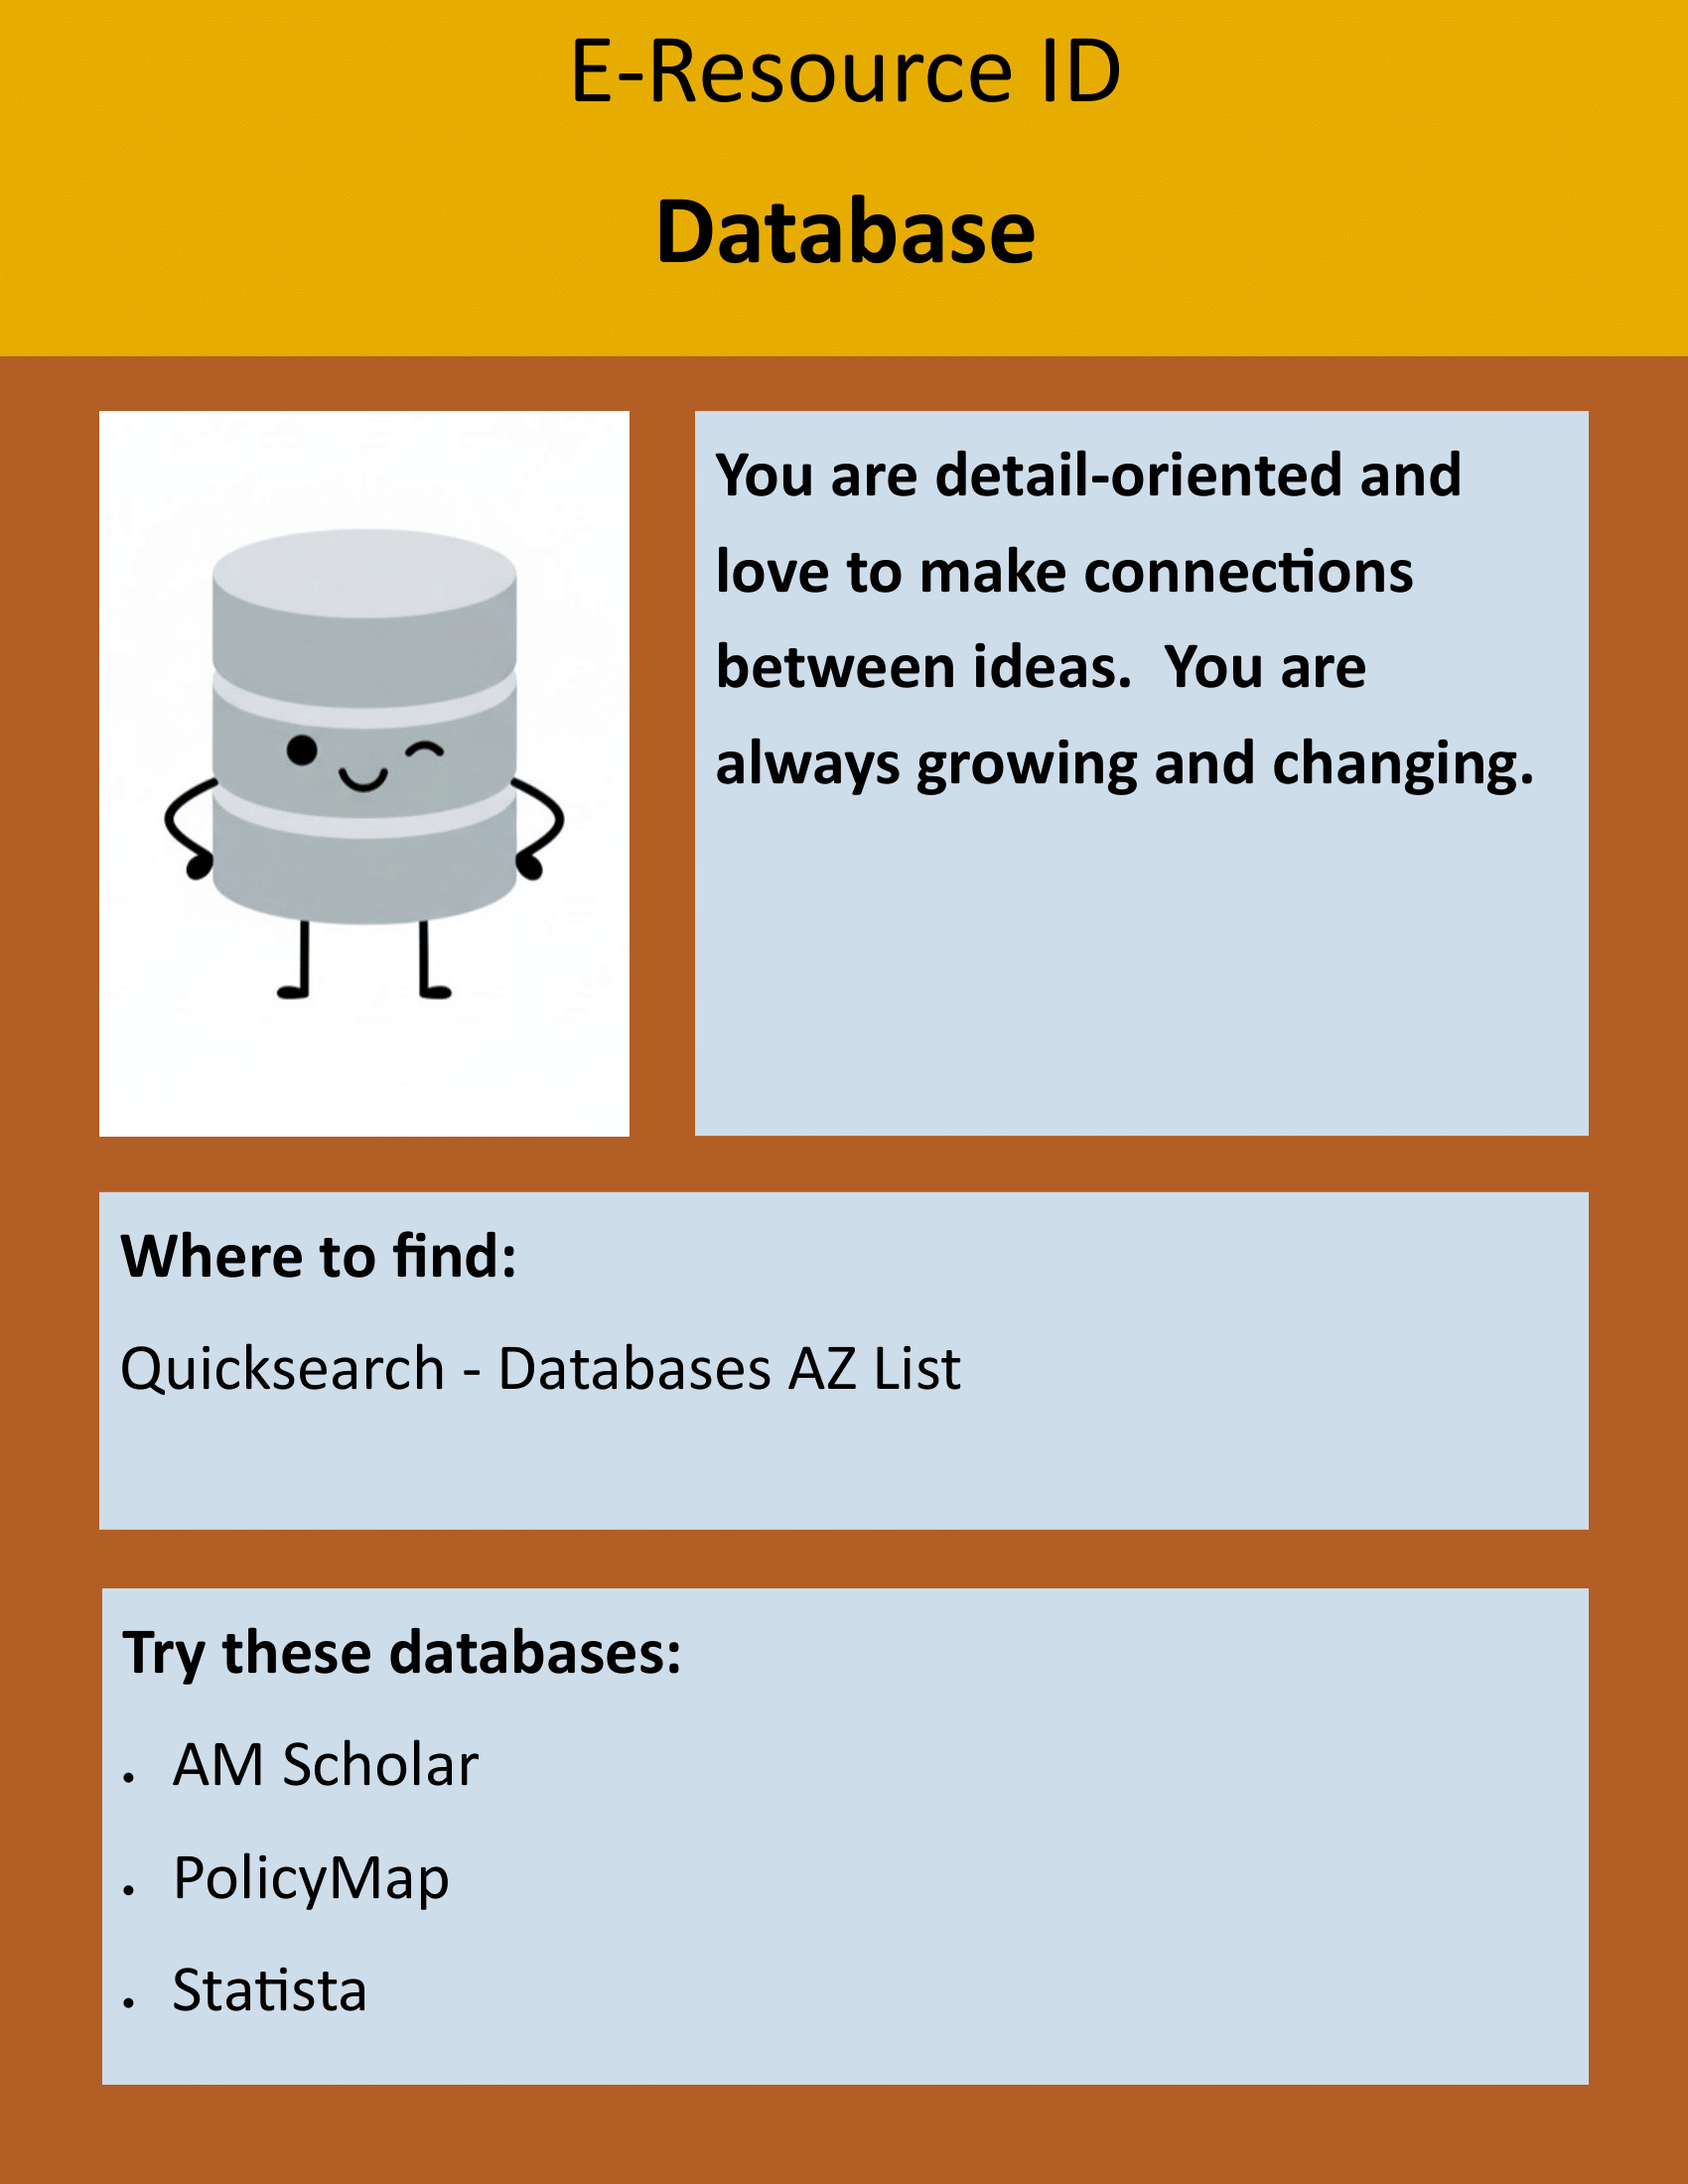 E-Resource ID
Database
You are detail-oriented and
love to make connections
between ideas.  You are
always growing and changing.
Where to find:
Quicksearch - Databases AZ List
Try these databases:
• AM Scholar
• PolicyMap
• Statista